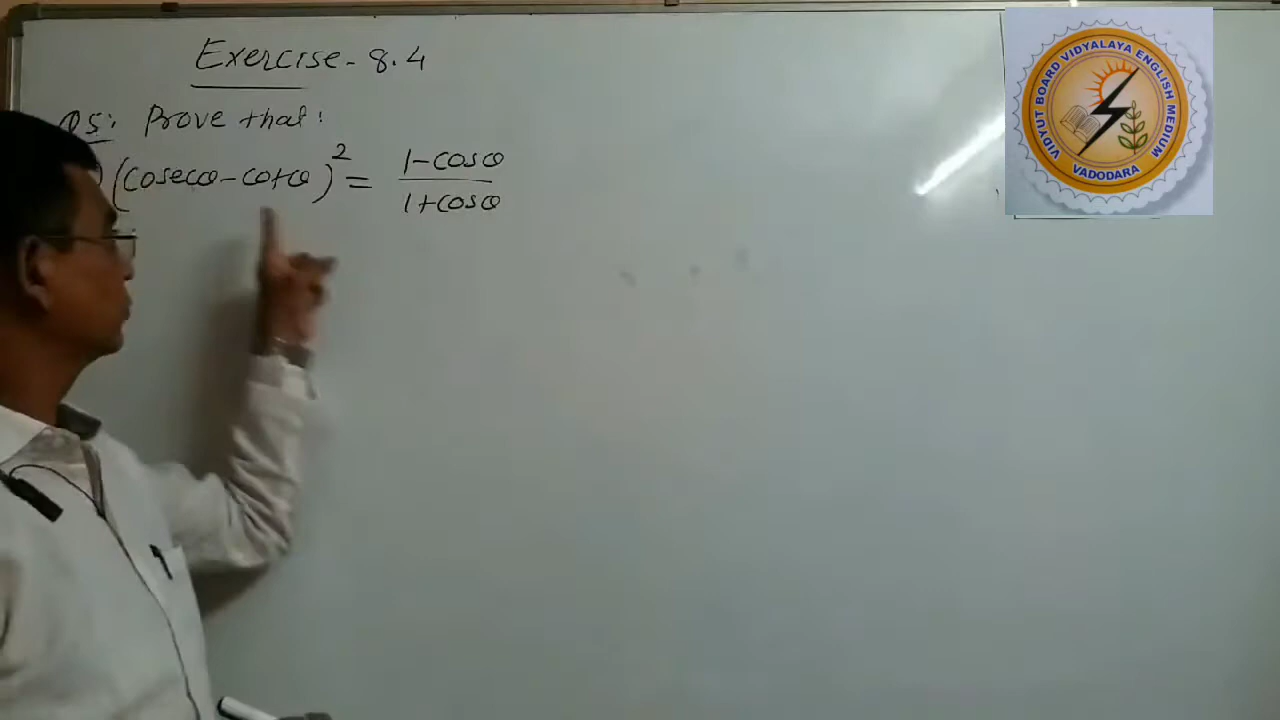 Exercise-8.4
Q5: Prove that:
) (cosecθ-cotθ)² = 1-cosθ
1+cosθ
VIDYUT BOARD VIDYALAYA ENGLISH MEDIUM
VADODARA